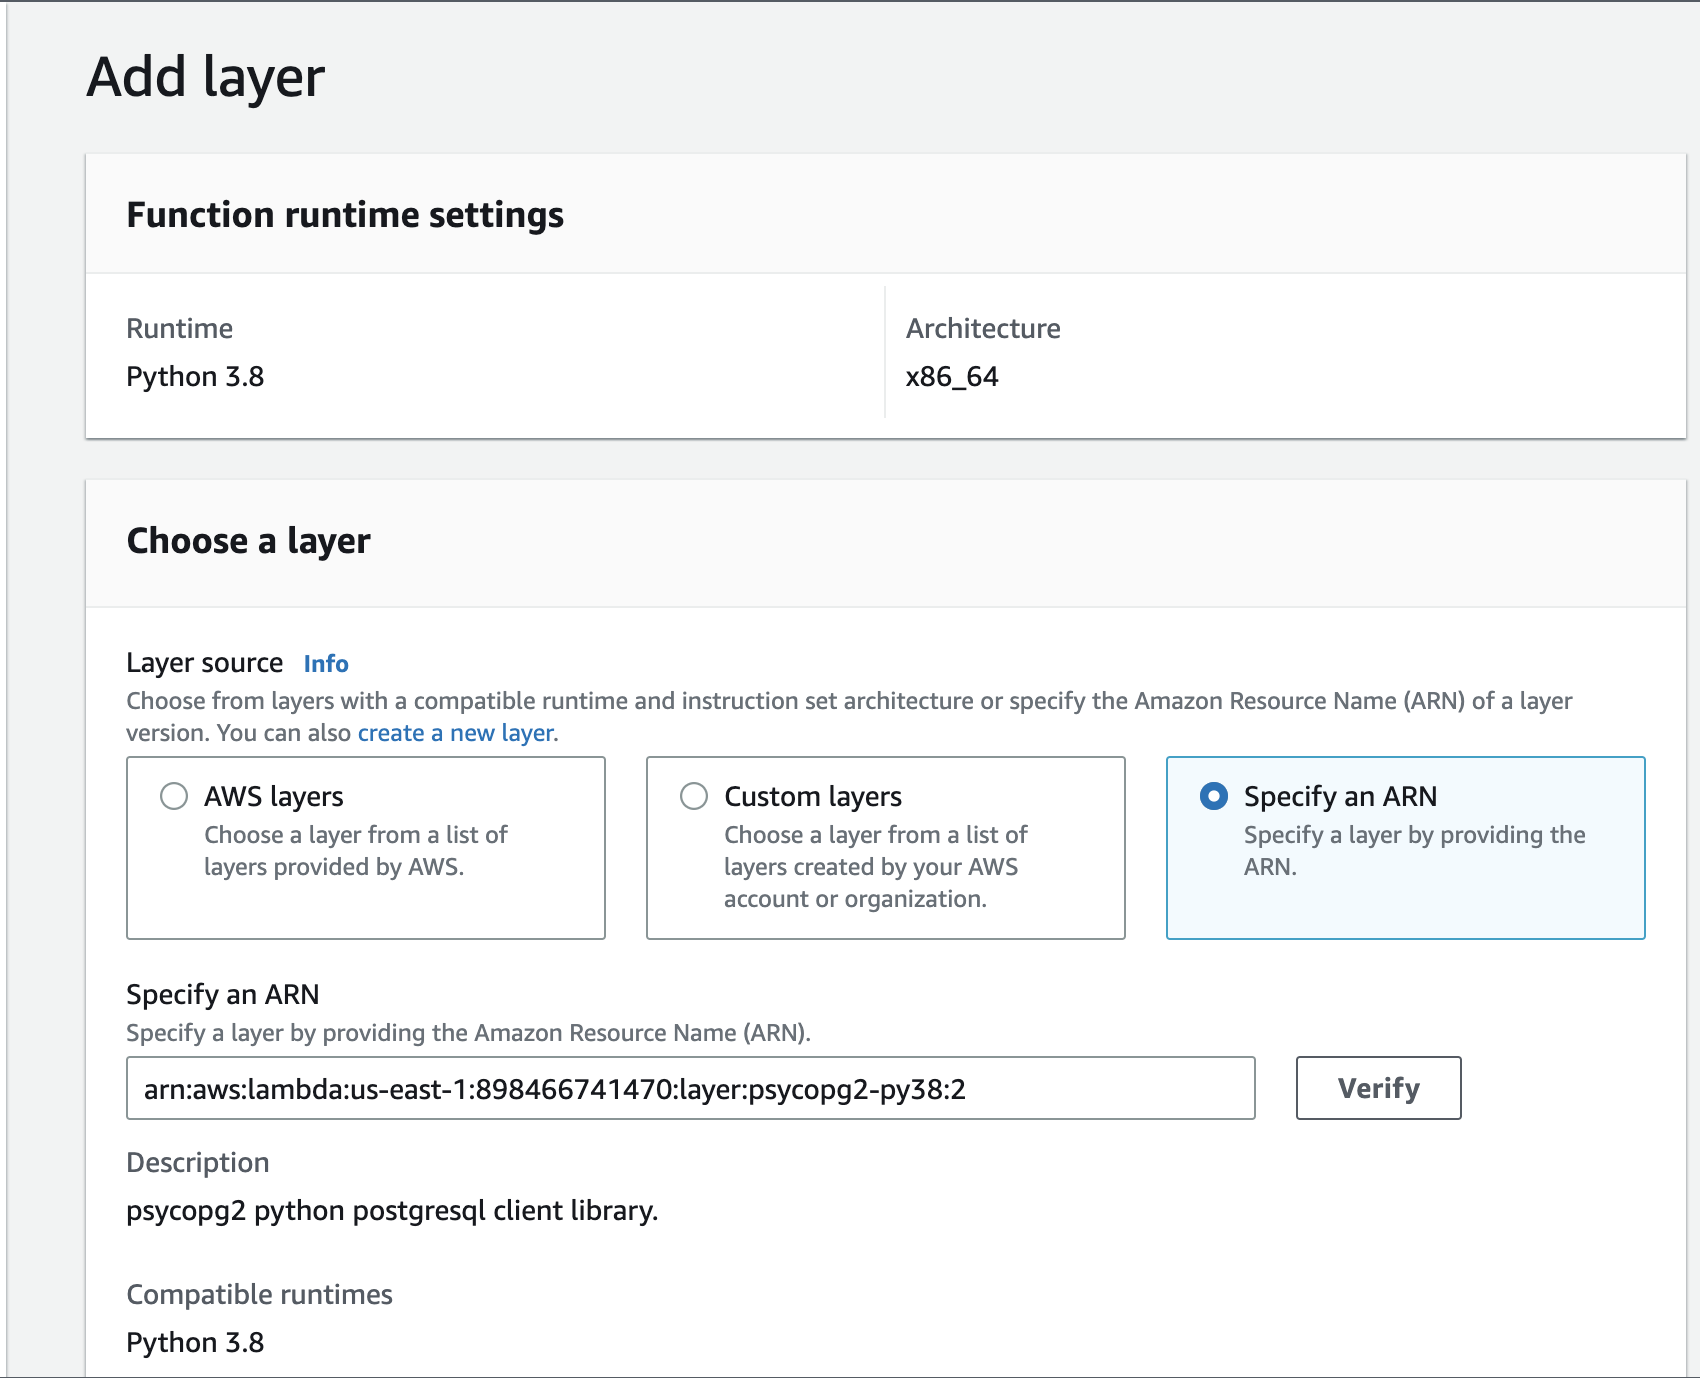 Add layer
Function runtime settings
Runtime
Python 3.8
Architecture
x86_64
Choose a layer
Layer source Info
Choose from layers with a compatible runtime and instruction set architecture or specify the Amazon Resource Name (ARN) of a layer
version. You can also create a new layer.
AWS layers
Choose a layer from a list of
layers provided by AWS.
Custom layers
Choose a layer from a list of
layers created by your AWS
account or organization.
Specify an ARN
Specify a layer by providing the
ARN.
Specify an ARN
Specify a layer by providing the Amazon Resource Name (ARN).
arn:aws:lambda:us-east-1:898466741470:layer:psycopg2-py38:2
Verify
Description
psycopg2 python postgresql client library.
Compatible runtimes
Python 3.8